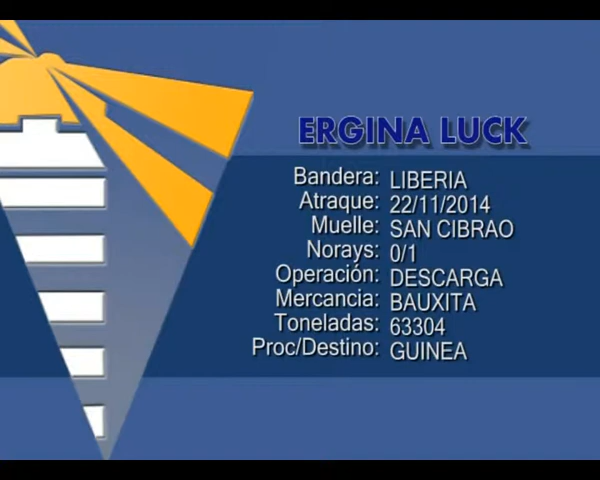 ERGINA LUCK
Bandera: LIBERIA
Atraque: 22/11/2014
Muelle: SAN CIBRAO
Norays: 0/1
Operación: DESCARGA
Mercancia: BAUXITA
Toneladas: 63304
Proc/Destino: GUINEA